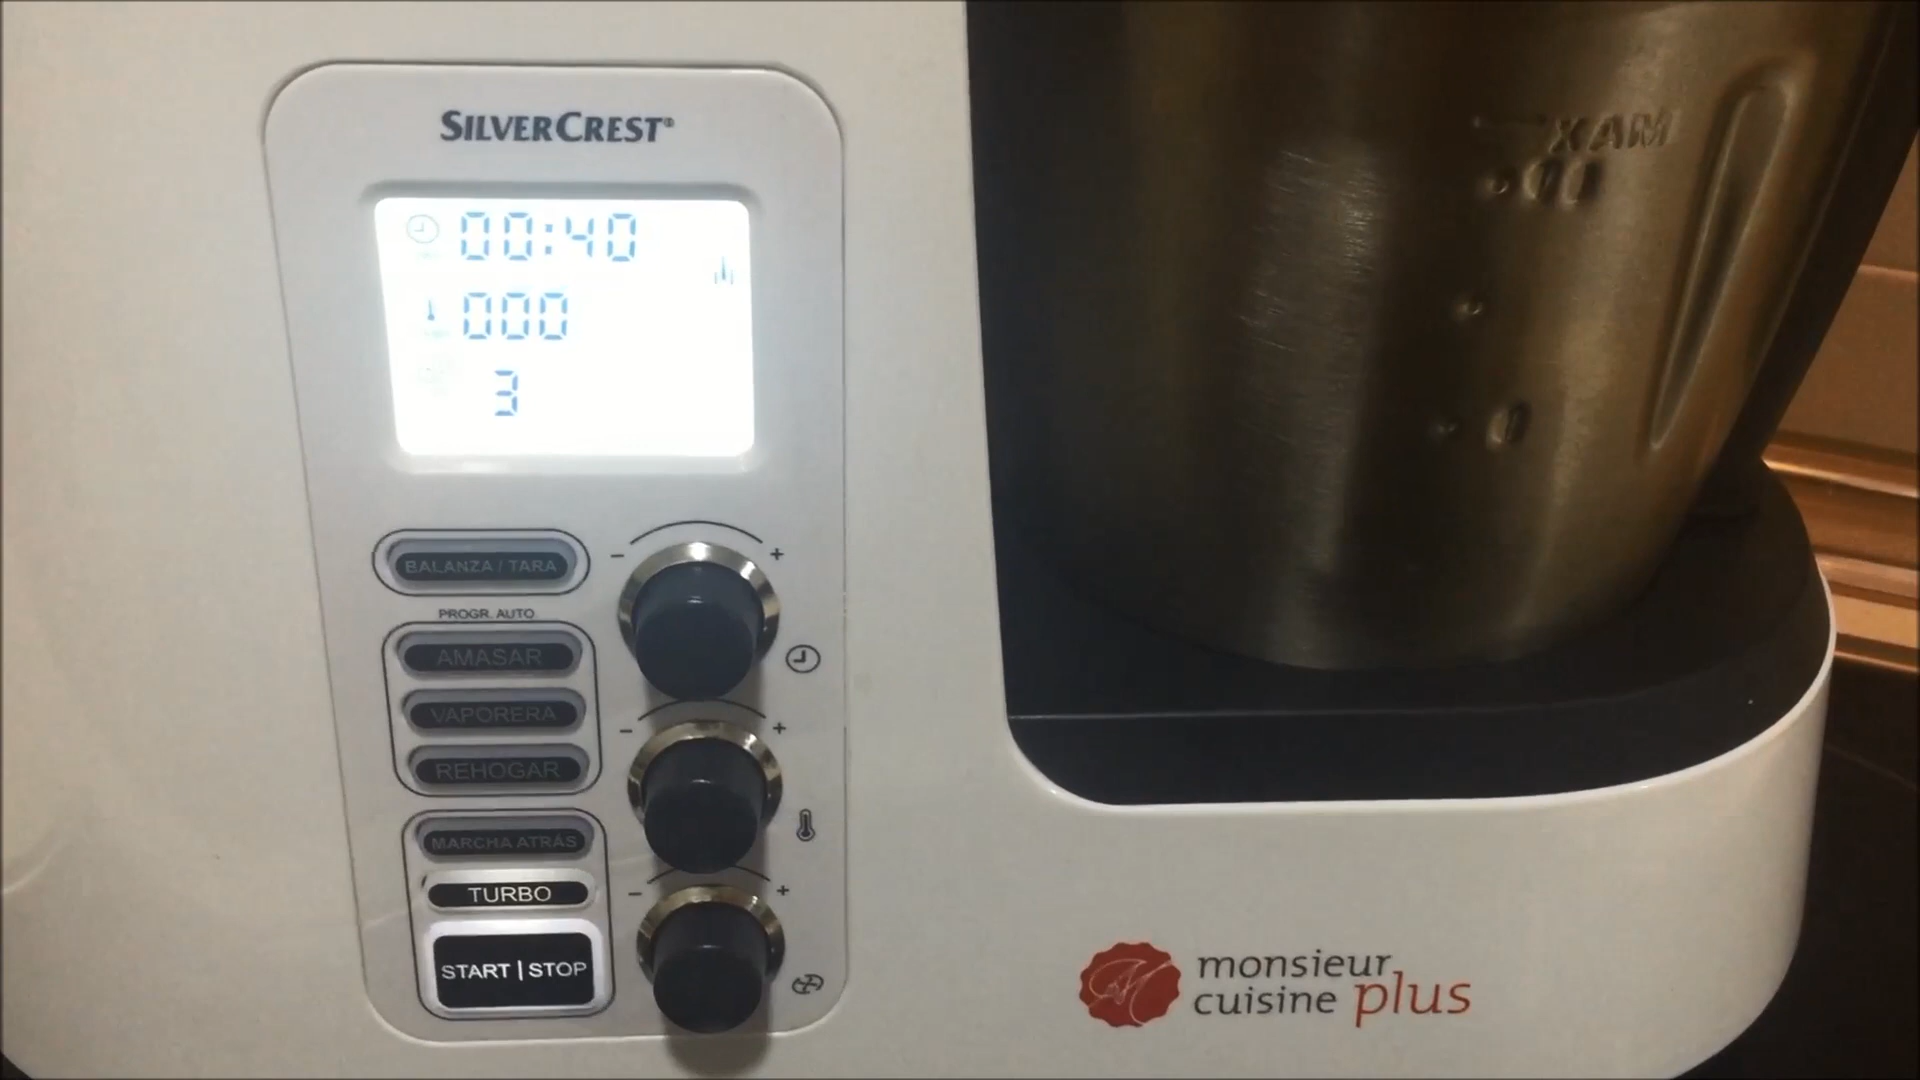 SILVERCREST®
00:40
000
3
BALANZA / TARA
PROGR. AUTO
AMASAR
VAPORERA
REHOGAR
MARCHA ATRÁS
TURBO
START | STOP
- +
- +
- +
MAX
monsieur
cuisine plus